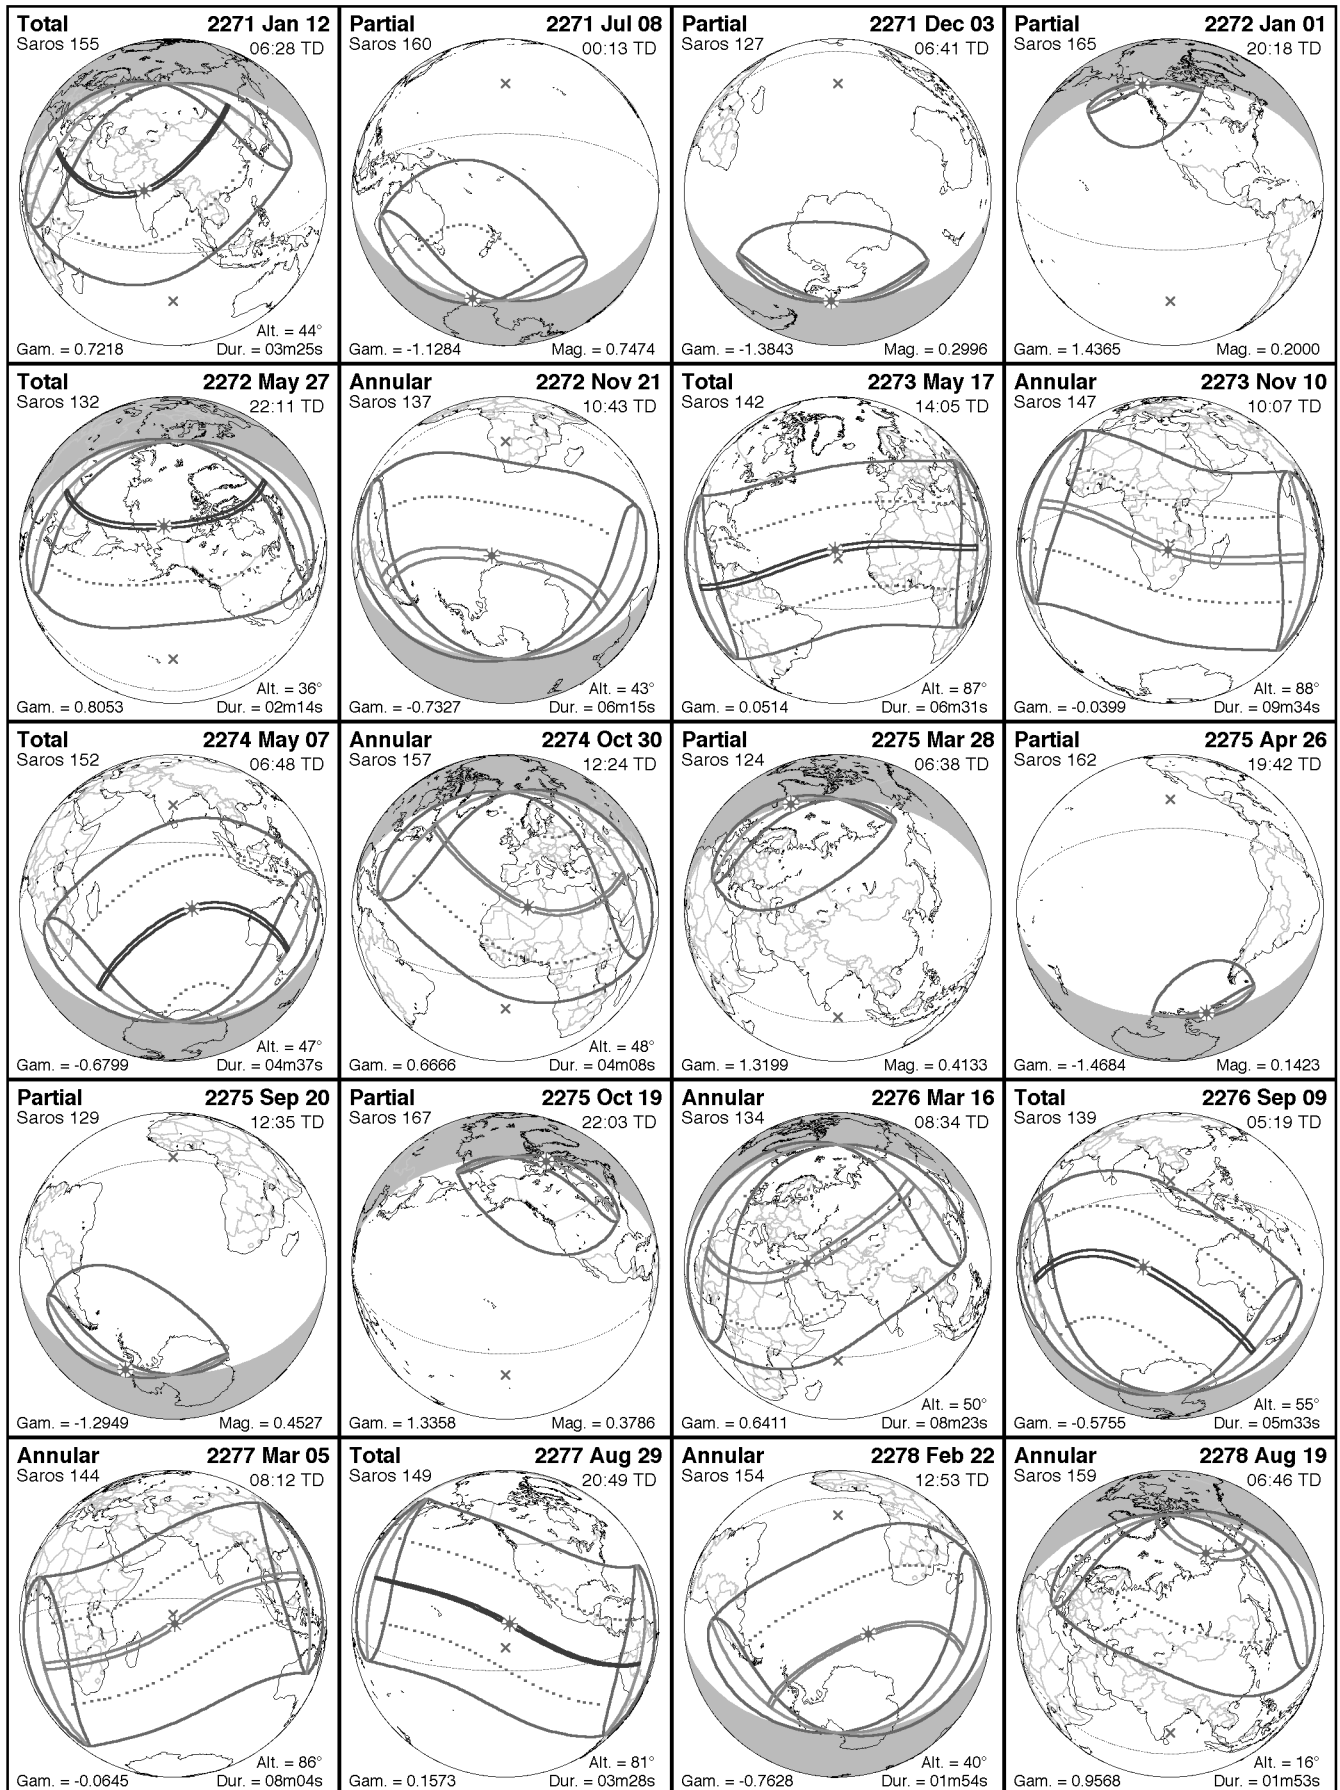 Total 2271 Jan 12
Saros 155 06:28 TD
Alt. = 44°
Gam. = 0.7218 Dur. = 03m25s
Partial 2271 Jul 08
Saros 160 00:13 TD
Gam. = -1.1284 Mag. = 0.7474
Partial 2271 Dec 03
Saros 127 06:41 TD
Gam. = -1.3843 Mag. = 0.2996
Partial 2272 Jan 01
Saros 165 20:18 TD
Gam. = 1.4365 Mag. = 0.2000
Total 2272 May 27
Saros 132 22:11 TD
Alt. = 36°
Gam. = 0.8053 Dur. = 02m14s
Annular 2272 Nov 21
Saros 137 10:43 TD
Alt. = 43°
Gam. = -0.7327 Dur. = 06m15s
Total 2273 May 17
Saros 142 14:05 TD
Alt. = 87°
Gam. = 0.0514 Dur. = 06m31s
Annular 2273 Nov 10
Saros 147 10:07 TD
Alt. = 88°
Gam. = -0.0399 Dur. = 09m34s
Total 2274 May 07
Saros 152 06:48 TD
Alt. = 47°
Gam. = -0.6799 Dur. = 04m37s
Annular 2274 Oct 30
Saros 157 12:24 TD
Alt. = 48°
Gam. = 0.6666 Dur. = 04m08s
Partial 2275 Mar 28
Saros 124 06:38 TD
Gam. = 1.3199 Mag. = 0.4133
Partial 2275 Apr 26
Saros 162 19:42 TD
Gam. = -1.4684 Mag. = 0.1423
Partial 2275 Sep 20
Saros 129 12:35 TD
Gam. = -1.2949 Mag. = 0.4527
Partial 2275 Oct 19
Saros 167 22:03 TD
Gam. = 1.3358 Mag. = 0.3786
Annular 2276 Mar 16
Saros 134 08:34 TD
Alt. = 50°
Gam. = 0.6411 Dur. = 08m23s
Total 2276 Sep 09
Saros 139 05:19 TD
Alt. = 55°
Gam. = -0.5755 Dur. = 05m33s
Annular 2277 Mar 05
Saros 144 08:12 TD
Alt. = 86°
Gam. = -0.0645 Dur. = 08m04s
Total 2277 Aug 29
Saros 149 20:49 TD
Alt. = 81°
Gam. = 0.1573 Dur. = 03m28s
Annular 2278 Feb 22
Saros 154 12:53 TD
Alt. = 40°
Gam. = -0.7628 Dur. = 01m54s
Annular 2278 Aug 19
Saros 159 06:46 TD
Alt. = 16°
Gam. = 0.9568 Dur. = 01m53s